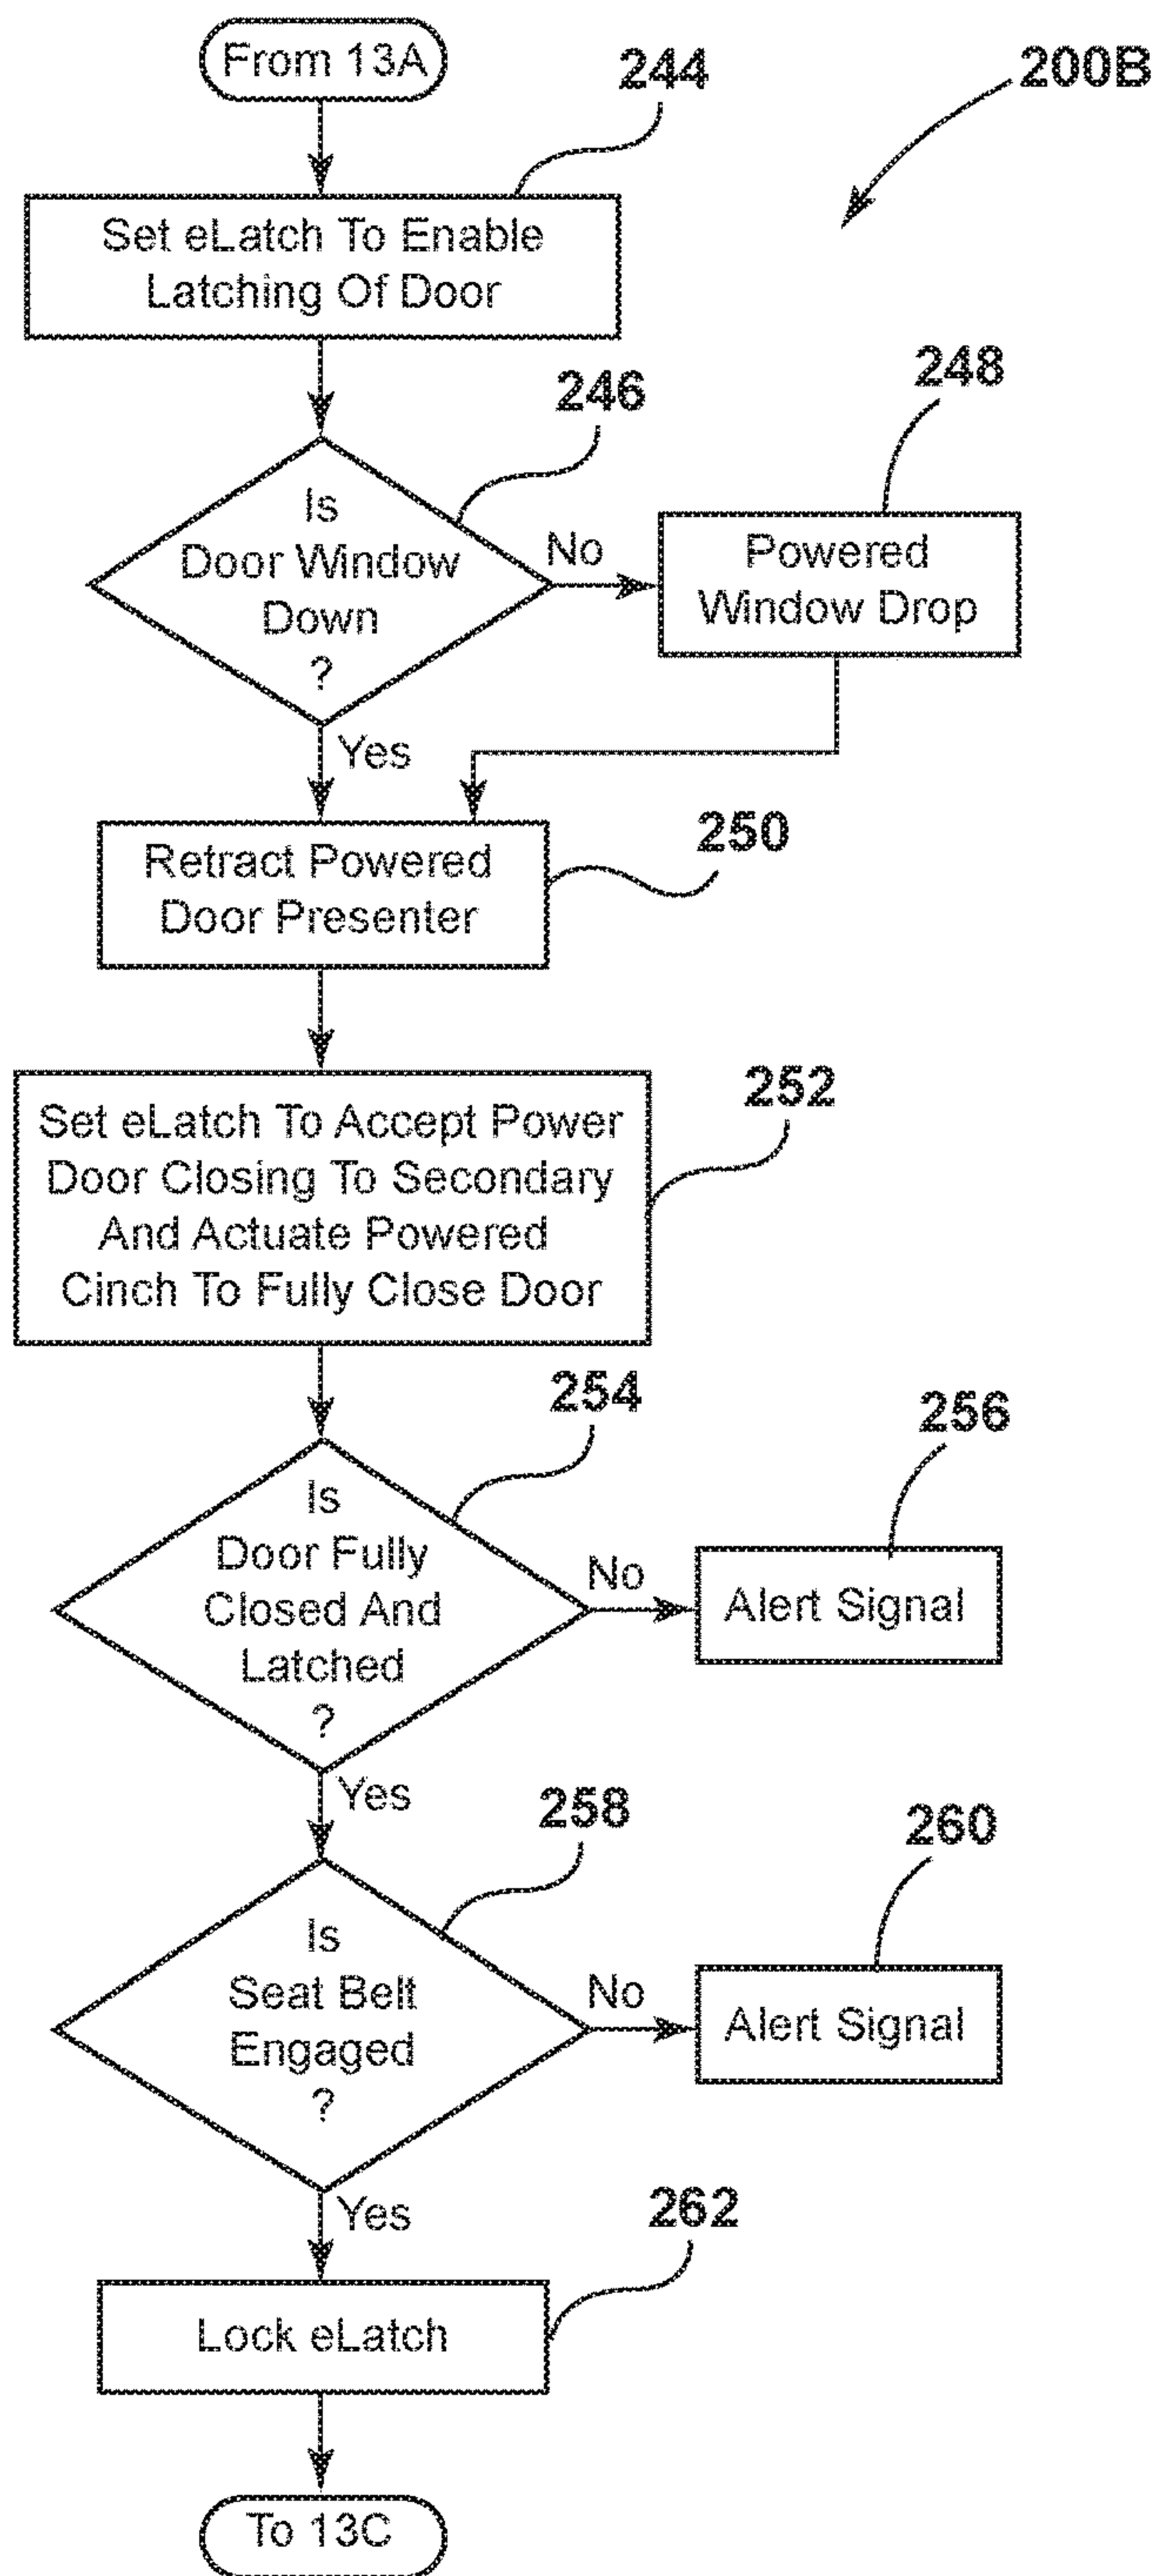 From 13A
244
200B
Set eLatch To Enable
Latching Of Door
246
248
Is
Door Window
Down
?
No
Powered
Window Drop
Yes
250
Retract Powered
Door Presenter
252
Set eLatch To Accept Power
Door Closing To Secondary
And Actuate Powered
Cinch To Fully Close Door
254
256
Is
Door Fully
Closed And
Latched
?
No
Alert Signal
Yes
258
260
Is
Seat Belt
Engaged
?
No
Alert Signal
Yes
262
Lock eLatch
To 13C